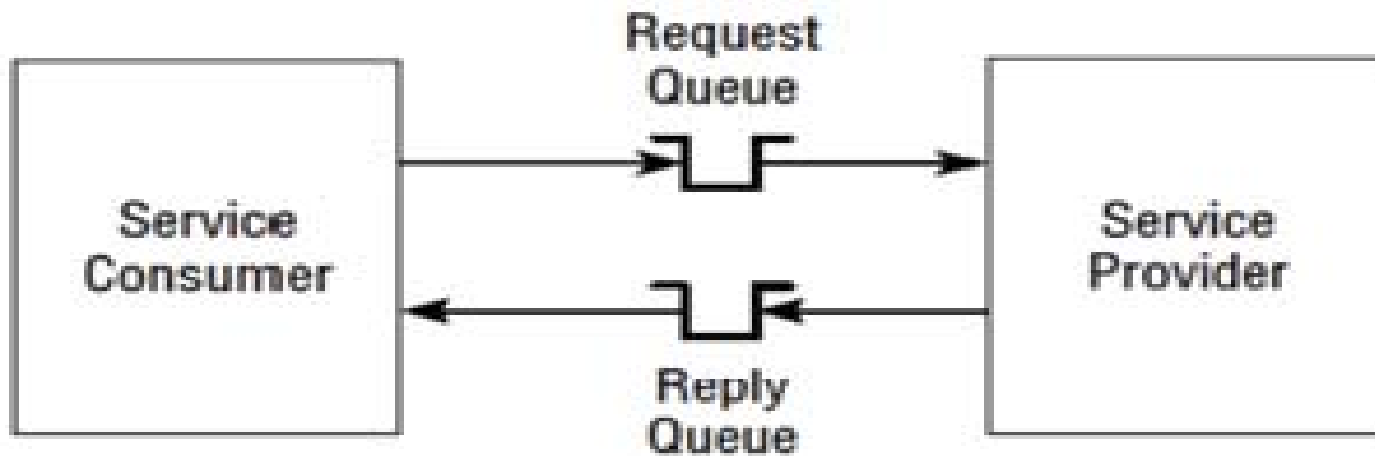 Request
Queue
Service
Consumer
Service
Provider
Reply
Queue